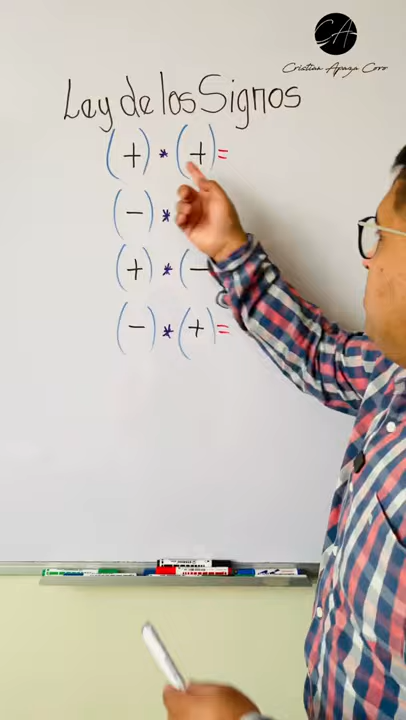 CA
Cristian Apaza Coro
Ley de los Signos
(+) * (+) =
(-) *
(+) * (-
(-) * (+) =